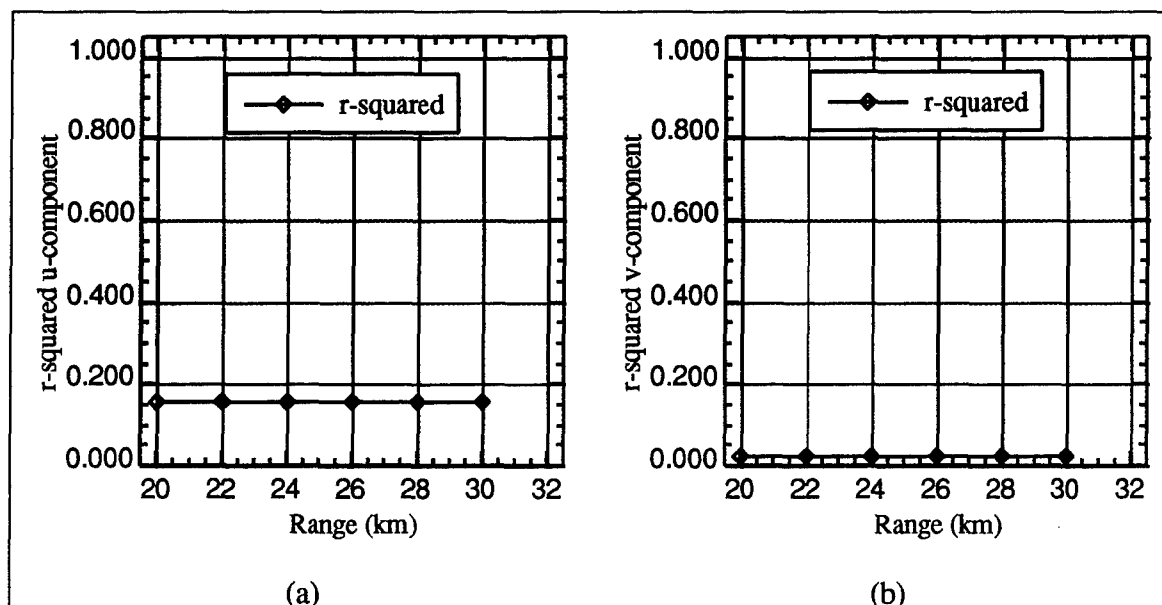 1.000
0.800
0.600
0.400
0.200
0.000
r-squared u-component
r-squared
20 22 24 26 28 30 32
Range (km)
(a)
1.000
0.800
0.600
0.400
0.200
0.000
r-squared v-component
r-squared
20 22 24 26 28 30 32
Range (km)
(b)